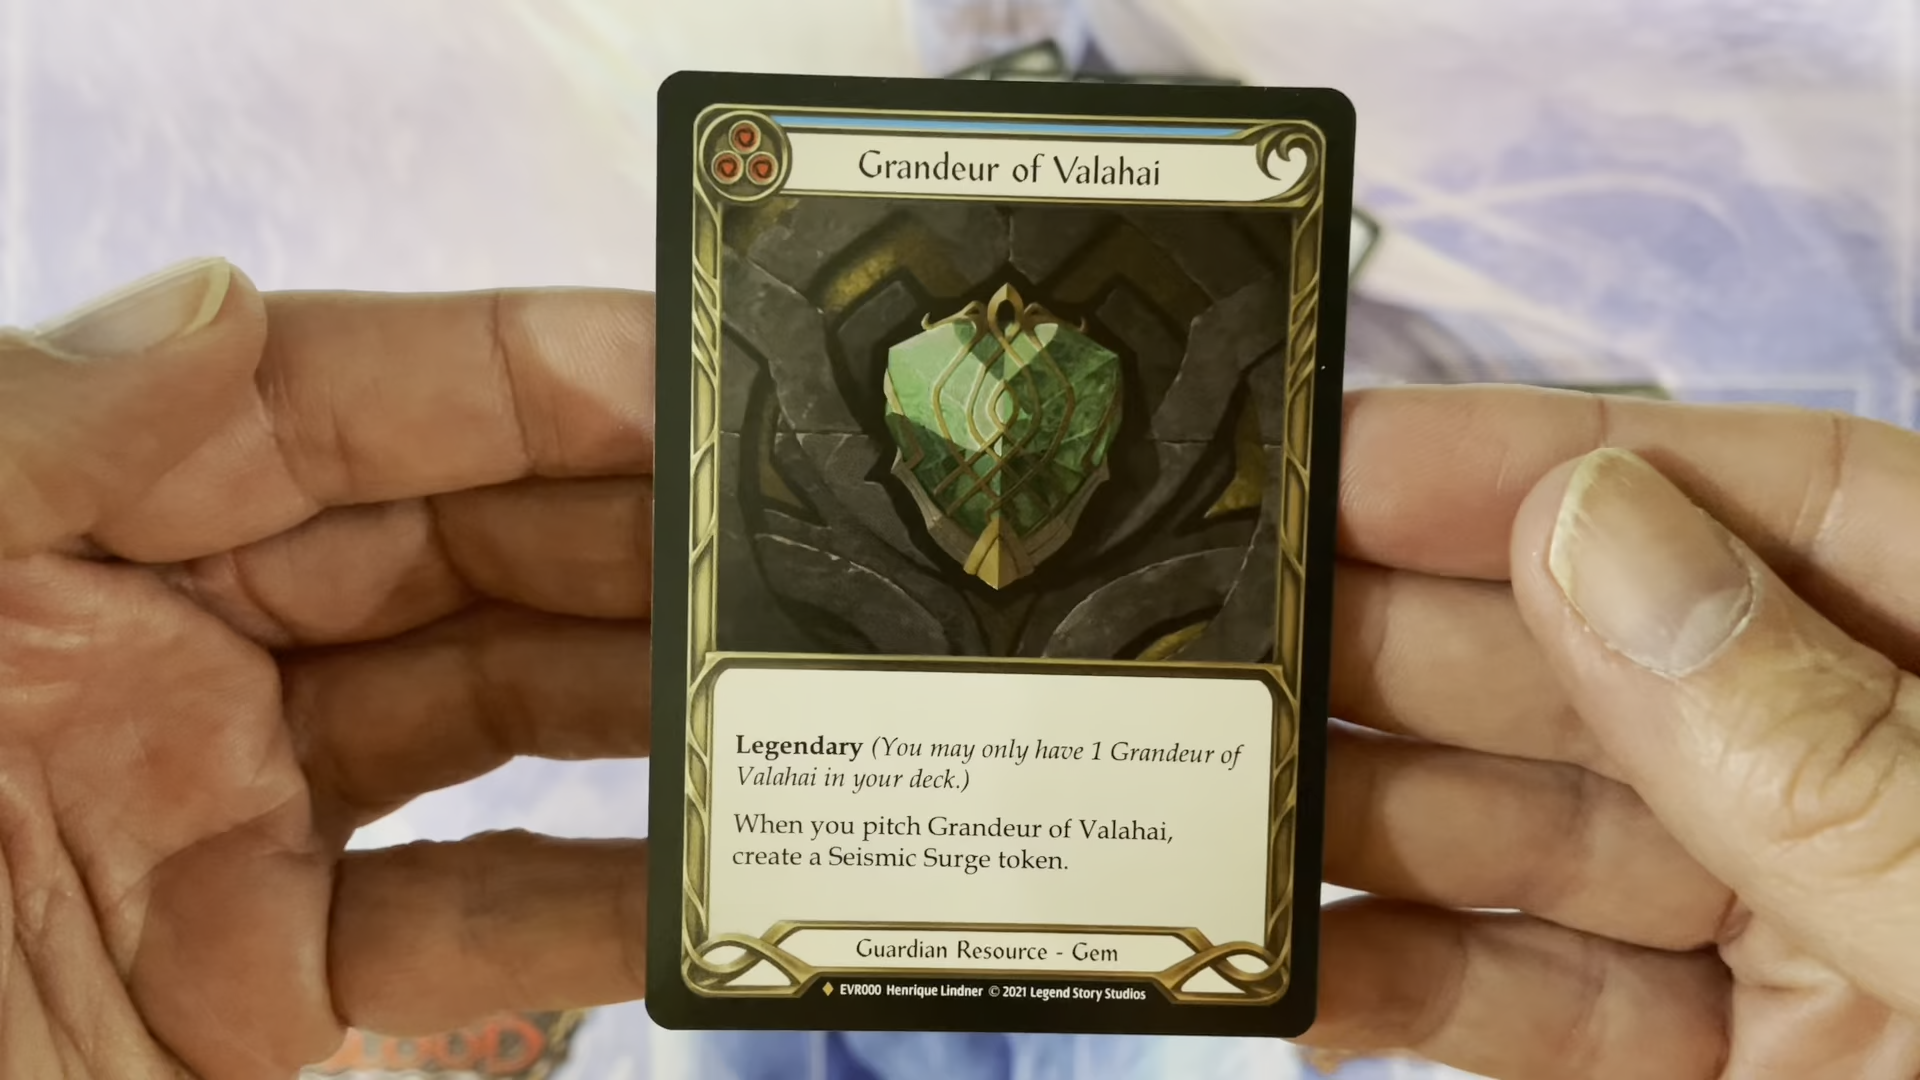 Grandeur of Valahai
Legendary (You may only have 1 Grandeur of
Valahai in your deck.)
When you pitch Grandeur of Valahai,
create a Seismic Surge token.
Guardian Resource - Gem
EVR000 Henrique Lindner © 2021 Legend Story Studios